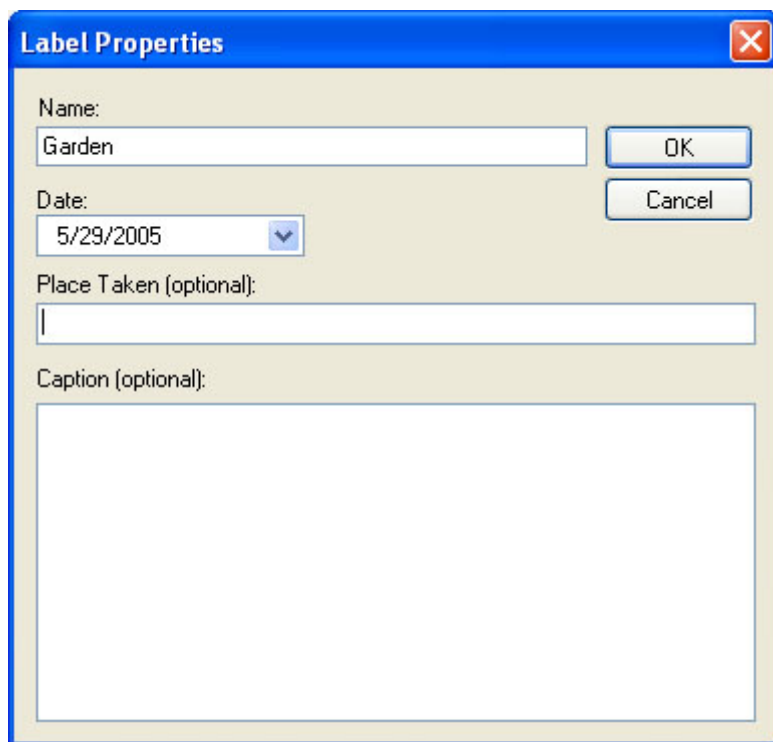 Label Properties
Name:
Garden
OK
Date:
Cancel
5/29/2005
Place Taken (optional):
Caption (optional):